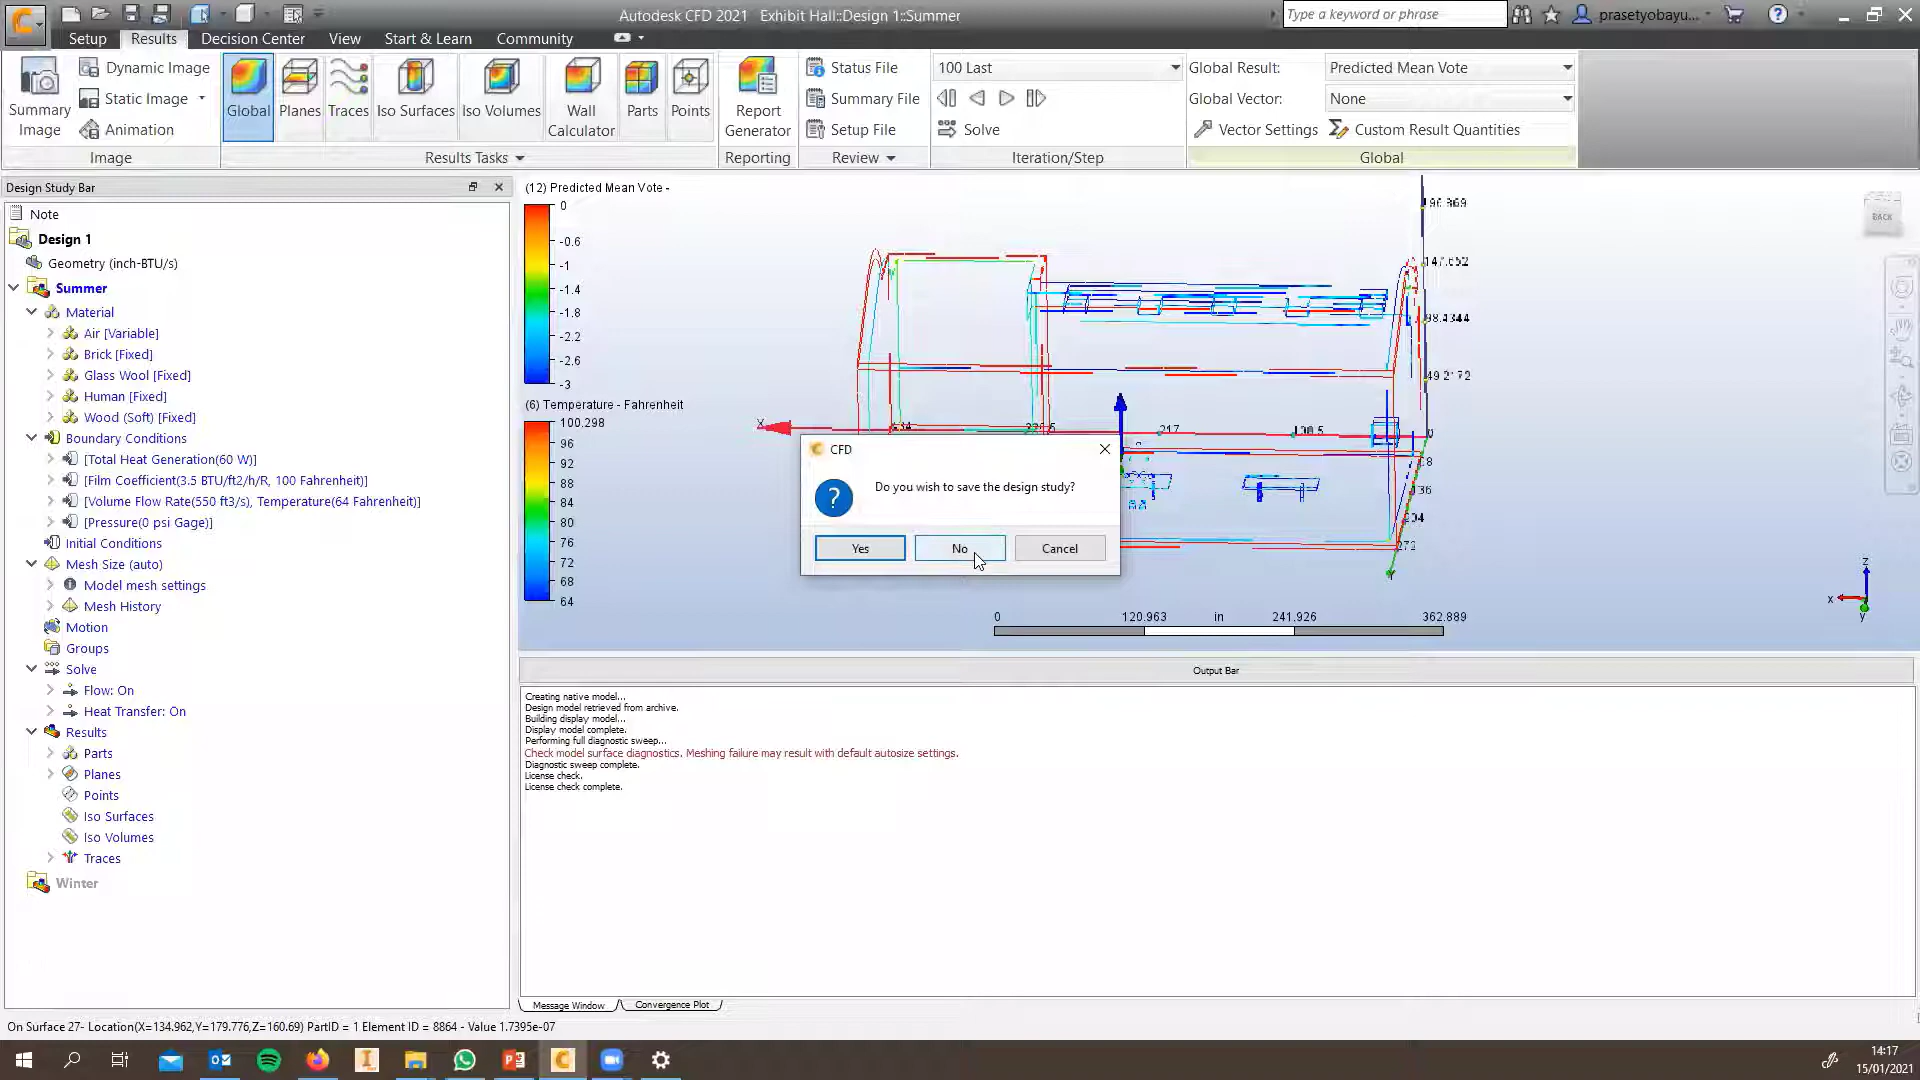 Autodesk CFD 2021 Exhibit Hall::Design 1::Summer
Type a keyword or phrase
prasetyobayu...
Setup
Results
Decision Center
View
Start & Learn
Community
Summary Image
Dynamic Image
Static Image
Animation
Image
Global
Planes
Traces
Iso Surfaces
Iso Volumes
Wall Calculator
Parts
Points
Results Tasks
Report Generator
Reporting
Status File
Summary File
Setup File
Review
100 Last
Solve
Iteration/Step
Global Result:
Predicted Mean Vote
Global Vector:
None
Vector Settings
Custom Result Quantities
Global
Design Study Bar
Note
Design 1
Geometry (inch-BTU/s)
Summer
Material
Air [Variable]
Brick [Fixed]
Glass Wool [Fixed]
Human [Fixed]
Wood (Soft) [Fixed]
Boundary Conditions
[Total Heat Generation(60 W)]
[Film Coefficient(3.5 BTU/ft2/h/R, 100 Fahrenheit)]
[Volume Flow Rate(550 ft3/s), Temperature(64 Fahrenheit)]
[Pressure(0 psi Gage)]
Initial Conditions
Mesh Size (auto)
Model mesh settings
Mesh History
Motion
Groups
Solve
Flow: On
Heat Transfer: On
Results
Parts
Planes
Points
Iso Surfaces
Iso Volumes
Traces
Winter
(12) Predicted Mean Vote -
0
-0.6
-1
-1.4
-1.8
-2.2
-2.6
-3
(6) Temperature - Fahrenheit
100.298
96
92
88
84
80
76
72
68
64
BACK
147.652
217
X
Y
0
120.963
in
241.926
362.889
z
x
y
CFD
Do you wish to save the design study?
Yes
No
Cancel
Output Bar
Creating native model...
Design model retrieved from archive.
Building display model...
Display model complete.
Performing full diagnostic sweep...
Check model surface diagnostics. Meshing failure may result with default autosize settings.
Diagnostic sweep complete.
License check.
License check complete.
Message Window
Convergence Plot
On Surface 27- Location(X=134.962,Y=179.776,Z=160.69) PartID = 1 Element ID = 8864 - Value 1.7395e-07
14:17
15/01/2021